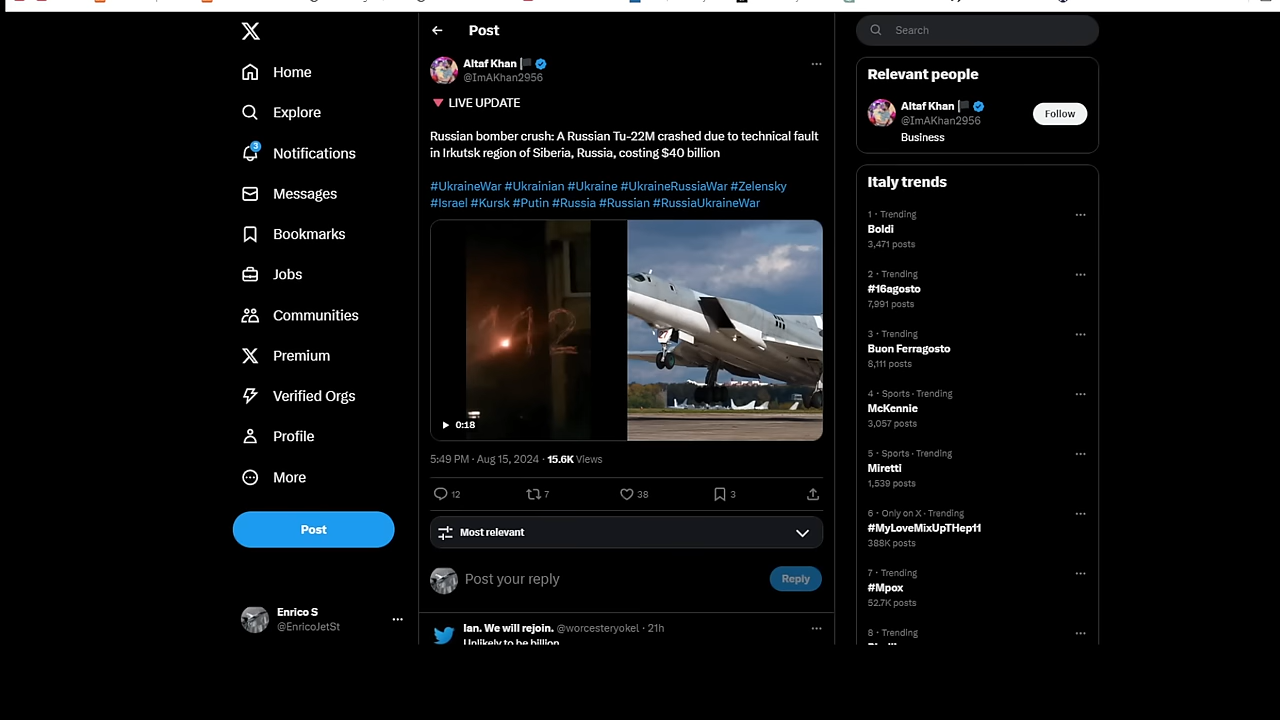 Home
Explore
3
Notifications
Messages
Bookmarks
Jobs
Communities
Premium
Verified Orgs
Profile
More
Post
Enrico S
@EnricoJetSt
Post
Altaf Khan
@ImAKhan2956
LIVE UPDATE
Russian bomber crush: A Russian Tu-22M crashed due to technical fault
in Irkutsk region of Siberia, Russia, costing $40 billion
#UkraineWar #Ukrainian #Ukraine #UkraineRussiaWar #Zelensky
#Israel #Kursk #Putin #Russia #Russian #RussiaUkraineWar
112
0:18
5:49 PM · Aug 15, 2024 · 15.6K Views
12 7 38 3
Most relevant
Post your reply
Reply
Ian. We will rejoin. @worcesteryokel · 21h
Unlikely to be billion
Search
Relevant people
Altaf Khan
@ImAKhan2956
Follow
Business
Italy trends
1 · Trending
Boldi
3,471 posts
2 · Trending
#16agosto
7,991 posts
3 · Trending
Buon Ferragosto
8,111 posts
4 · Sports · Trending
McKennie
3,057 posts
5 · Sports · Trending
Miretti
1,539 posts
6 · Only on X · Trending
#MyLoveMixUpTHep11
388K posts
7 · Trending
#Mpox
52.7K posts
8 · Trending